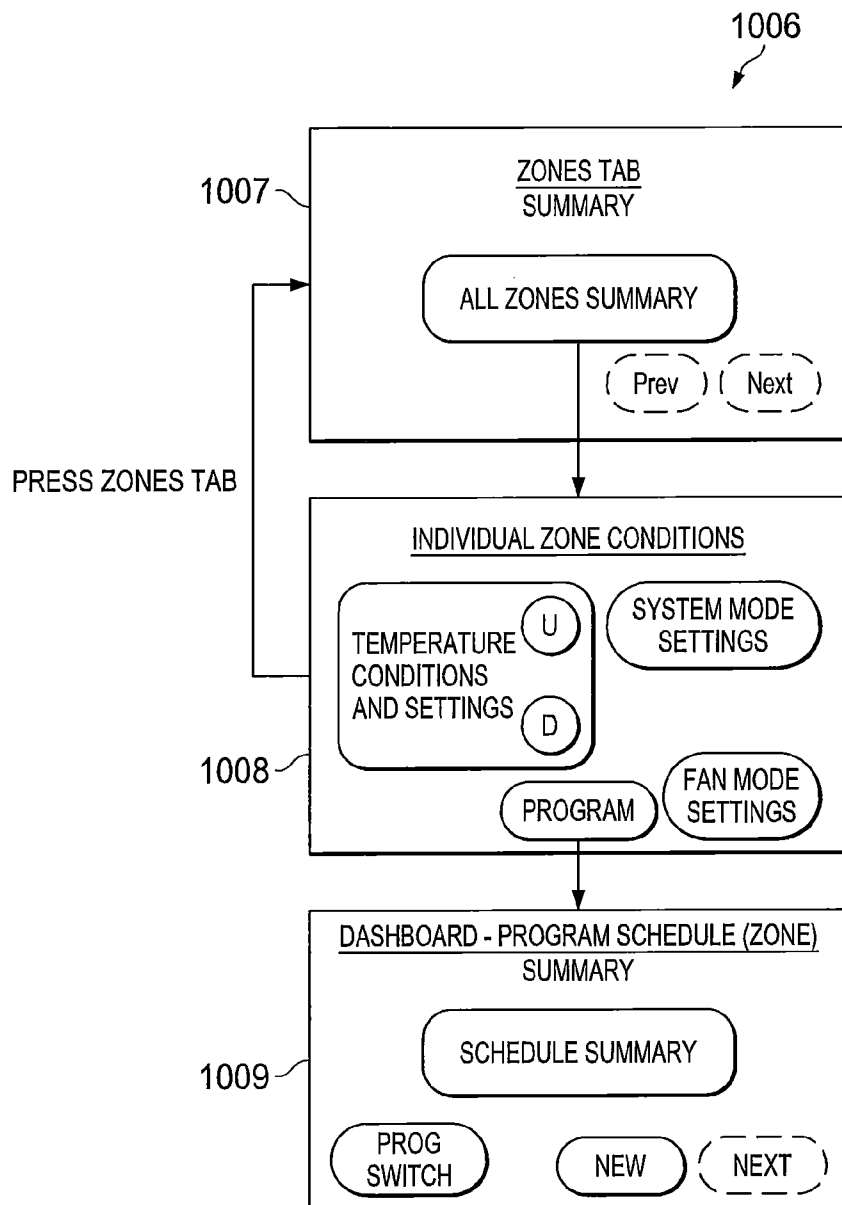 1006
1007
ZONES TAB
SUMMARY
ALL ZONES SUMMARY
Prev
Next
PRESS ZONES TAB
INDIVIDUAL ZONE CONDITIONS
TEMPERATURE
CONDITIONS
AND SETTINGS
U
D
SYSTEM MODE
SETTINGS
1008
PROGRAM
FAN MODE
SETTINGS
DASHBOARD - PROGRAM SCHEDULE (ZONE)
SUMMARY
SCHEDULE SUMMARY
1009
PROG
SWITCH
NEW
NEXT